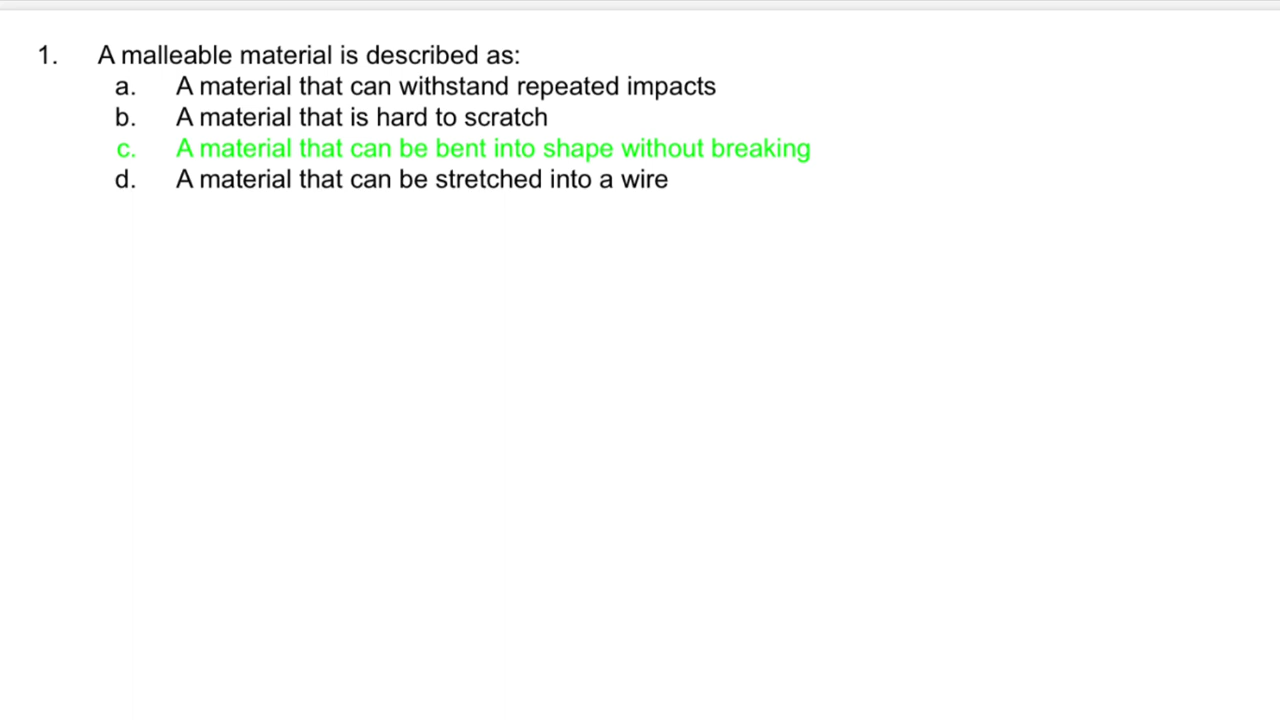 1. A malleable material is described as:
a. A material that can withstand repeated impacts
b. A material that is hard to scratch
c. A material that can be bent into shape without breaking
d. A material that can be stretched into a wire